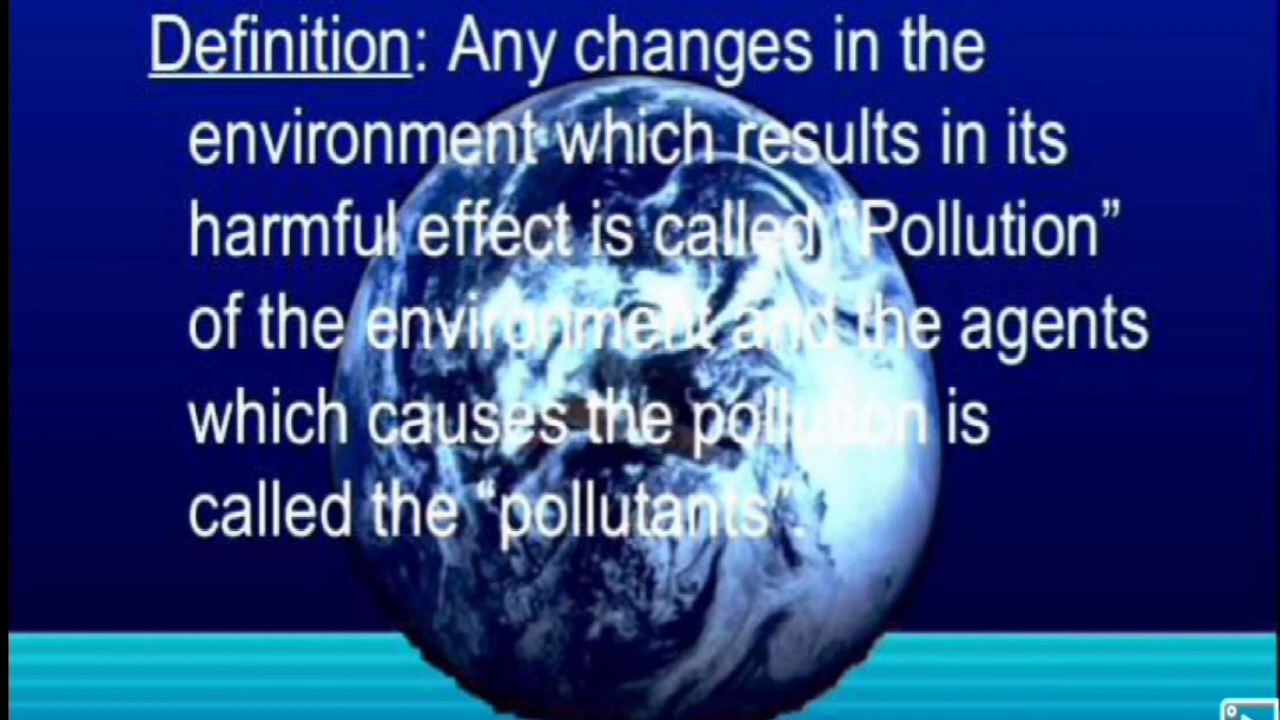 Definition: Any changes in the
environment which results in its
harmful effect is called “Pollution”
of the environment and the agents
which causes the pollution is
called the “pollutants”.